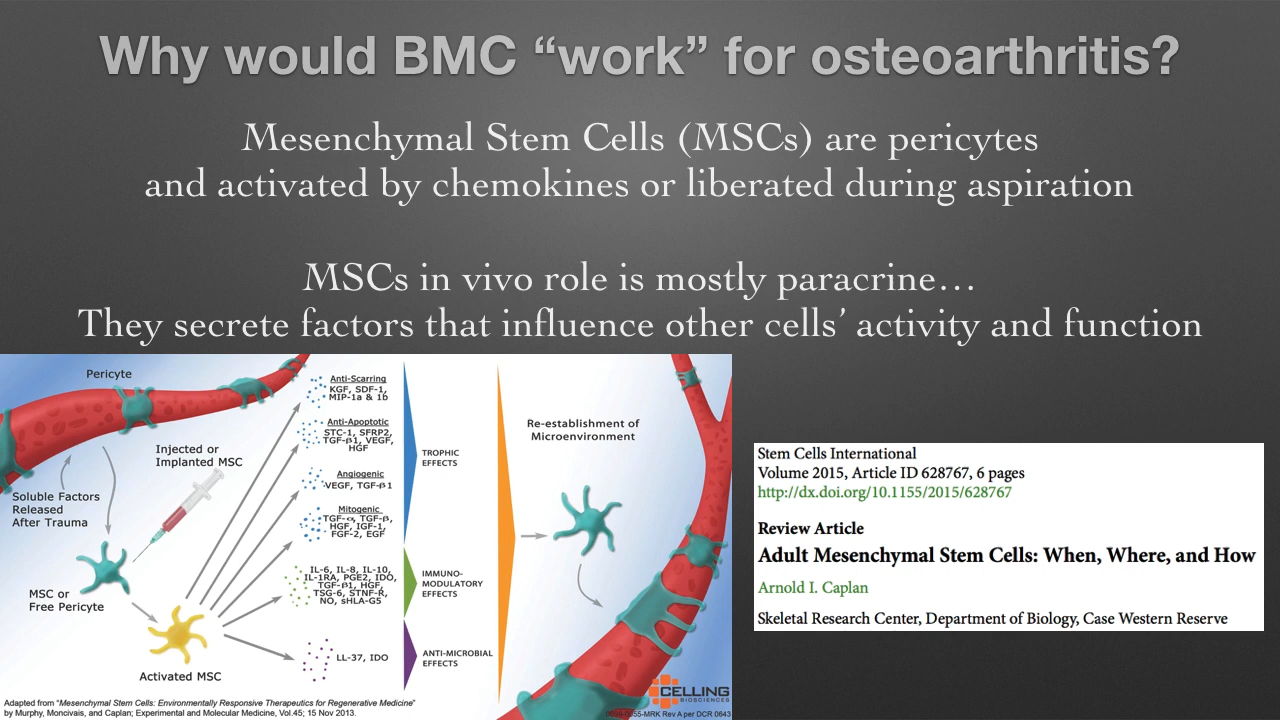 Why would BMC “work” for osteoarthritis?
Mesenchymal Stem Cells (MSCs) are pericytes
and activated by chemokines or liberated during aspiration
MSCs in vivo role is mostly paracrine…
They secrete factors that influence other cells’ activity and function
Pericyte
Injected or
Implanted MSC
Soluble Factors
Released
After Trauma
MSC or
Free Pericyte
Activated MSC
Anti-Scarring
KGF, SDF-1,
MIP-1a & 1b
Anti-Apoptotic
STC-1, SFRP2,
TGF-β1, VEGF,
HGF
Angiogenic
VEGF, TGF-β1
Mitogenic
TGF-α, TGF-β,
HGF, IGF-1,
FGF-2, EGF
IL-6, IL-8, IL-10,
IL-1RA, PGE2, IDO,
TGF-β1, HGF,
TSG-6, STNF-R,
NO, sHLA-G5
LL-37, IDO
TROPHIC
EFFECTS
IMMUNO-
MODULATORY
EFFECTS
ANTI-MICROBIAL
EFFECTS
Re-establishment of
Microenvironment
CELLING
BIOSCIENCES
Adapted from “Mesenchymal Stem Cells: Environmentally Responsive Therapeutics for Regenerative Medicine”
by Murphy, Moncivais, and Caplan; Experimental and Molecular Medicine, Vol.45; 15 Nov 2013.
Rev A per DCR 0643
Stem Cells International
Volume 2015, Article ID 628767, 6 pages
http://dx.doi.org/10.1155/2015/628767
Review Article
Adult Mesenchymal Stem Cells: When, Where, and How
Arnold I. Caplan
Skeletal Research Center, Department of Biology, Case Western Reserve